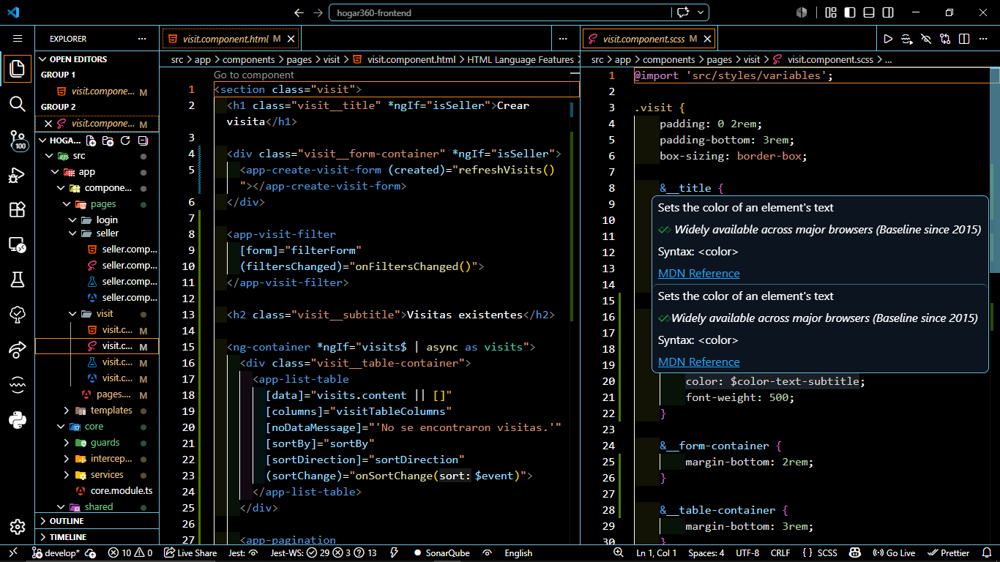 hogar360-frontend
EXPLORER
OPEN EDITORS
GROUP 1
visit.compone... M
GROUP 2
visit.compone... M
HOGA...
src
app
compone...
pages
login
seller
seller.comp...
seller.comp...
seller.comp...
seller.comp...
visit
visit.c... M
visit.c... M
visit.c... M
visit.c... M
pages.... M
templates
core
guards
intercep...
services
core.module.ts
shared
OUTLINE
TIMELINE
visit.component.html M
src > app > components > pages > visit > visit.component.html > HTML Language Features >
Go to component
1 <section class="visit">
2 <h1 class="visit__title" *ngIf="isSeller">Crear
visita</h1>
3
4 <div class="visit__form-container" *ngIf="isSeller">
5 <app-create-visit-form (created)="refreshVisits()
"></app-create-visit-form>
6 </div>
7
8 <app-visit-filter
9 [form]="filterForm"
10 (filtersChanged)="onFiltersChanged()">
11 </app-visit-filter>
12
13 <h2 class="visit__subtitle">Visitas existentes</h2>
14
15 <ng-container *ngIf="visits$ | async as visits">
16 <div class="visit__table-container">
17 <app-list-table
18 [data]="visits.content || []"
19 [columns]="visitTableColumns"
20 [noDataMessage]="'No se encontraron visitas.'"
21 [sortBy]="sortBy"
22 [sortDirection]="sortDirection"
23 (sortChange)="onSortChange(sort: $event)">
24 </app-list-table>
25 </div>
26
27 <app-pagination
visit.component.scss M
src > app > components > pages > visit > visit.component.scss > ...
1 @import 'src/styles/variables';
2
3 .visit {
4 padding: 0 2rem;
5 padding-bottom: 3rem;
6 box-sizing: border-box;
7
8 &__title {
9
10
11
12
13
14
15
16
17
18
19
Sets the color of an element's text
Widely available across major browsers (Baseline since 2015)
Syntax: <color>
MDN Reference
Sets the color of an element's text
Widely available across major browsers (Baseline since 2015)
Syntax: <color>
MDN Reference
20 color: $color-text-subtitle;
21 font-weight: 500;
22 }
23
24 &__form-container {
25 margin-bottom: 2rem;
26 }
27
28 &__table-container {
29 margin-bottom: 3rem;
30 }
100
develop* 10 0 Live Share Jest: Jest-WS: 29 3 13 SonarQube English Ln 1, Col 1 Spaces: 4 UTF-8 CRLF { } SCSS Go Live Prettier